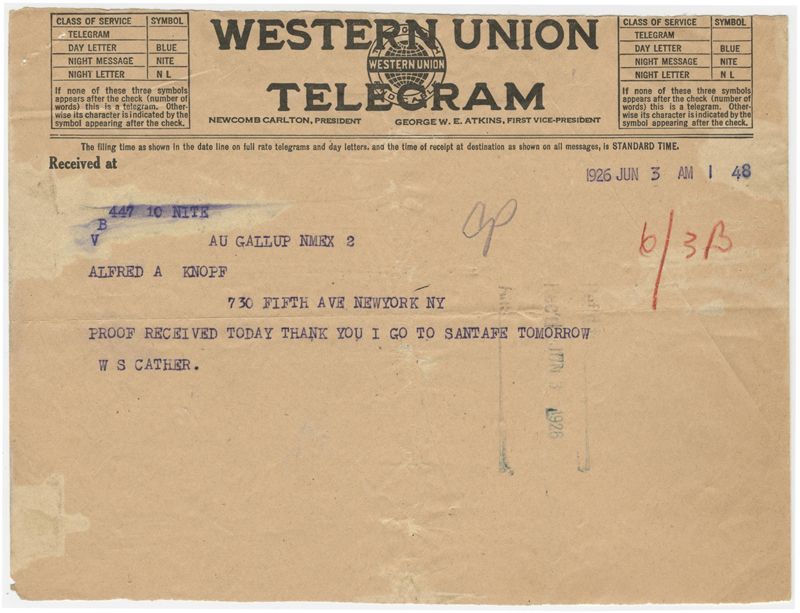 CLASS OF SERVICE SYMBOL
TELEGRAM
DAY LETTER BLUE
NIGHT MESSAGE NITE
NIGHT LETTER N L
If none of these three symbols
appears after the check (number of
words) this is a telegram. Other-
wise its character is indicated by the
symbol appearing after the check.
WESTERN UNION
WESTERN UNION
TELEGRAM
NEWCOMB CARLTON, PRESIDENT GEORGE W. E. ATKINS, FIRST VICE-PRESIDENT
CLASS OF SERVICE SYMBOL
TELEGRAM
DAY LETTER BLUE
NIGHT MESSAGE NITE
NIGHT LETTER N L
If none of these three symbols
appears after the check (number of
words) this is a telegram. Other-
wise its character is indicated by the
symbol appearing after the check.
The filing time as shown in the date line on full rate telegrams and day letters, and the time of receipt at destination as shown on all messages, is STANDARD TIME.
Received at
1926 JUN 3 AM 1 48
447 10 NITE
B
V AU GALLUP NMEX 2
6/3B
ALFRED A KNOPF
730 FIFTH AVE NEWYORK NY
PROOF RECEIVED TODAY THANK YOU I GO TO SANTAFE TOMORROW
W S CATHER.
JUN 3 1926